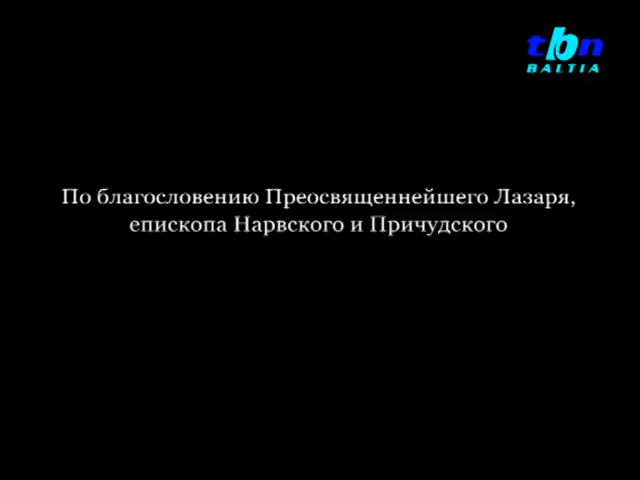 tbn
BALTIA
По благословению Преосвященнейшего Лазаря,
епископа Нарвского и Причудского